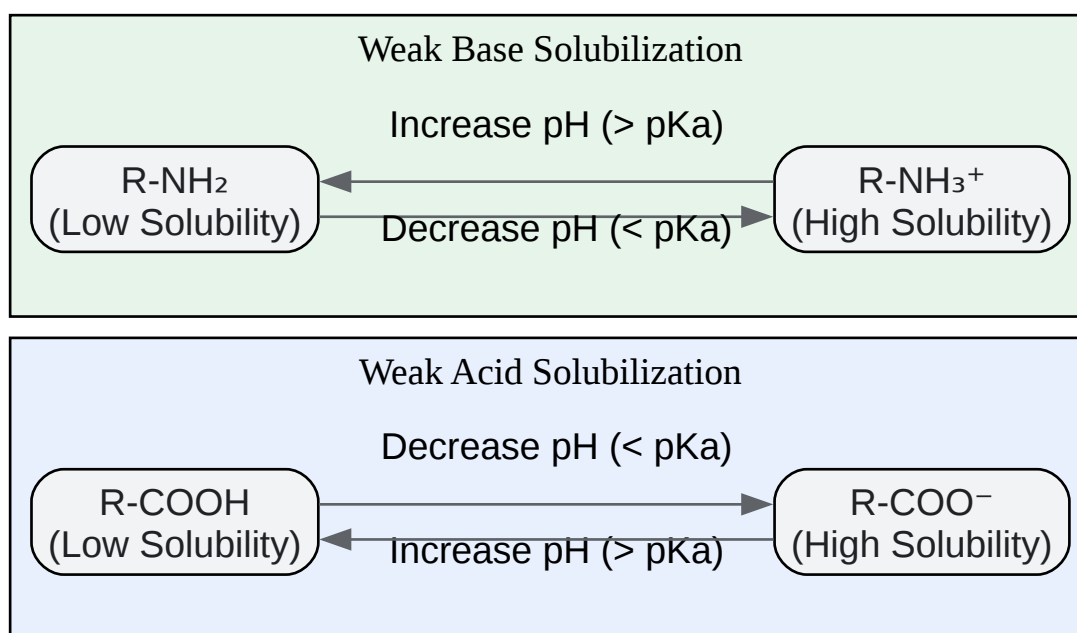 Weak Base Solubilization
Increase pH (> pKa)
R-NH₂
(Low Solubility)
R-NH₃⁺
(High Solubility)
Decrease pH (< pKa)
Weak Acid Solubilization
Decrease pH (< pKa)
R-COOH
(Low Solubility)
R-COO⁻
(High Solubility)
Increase pH (> pKa)